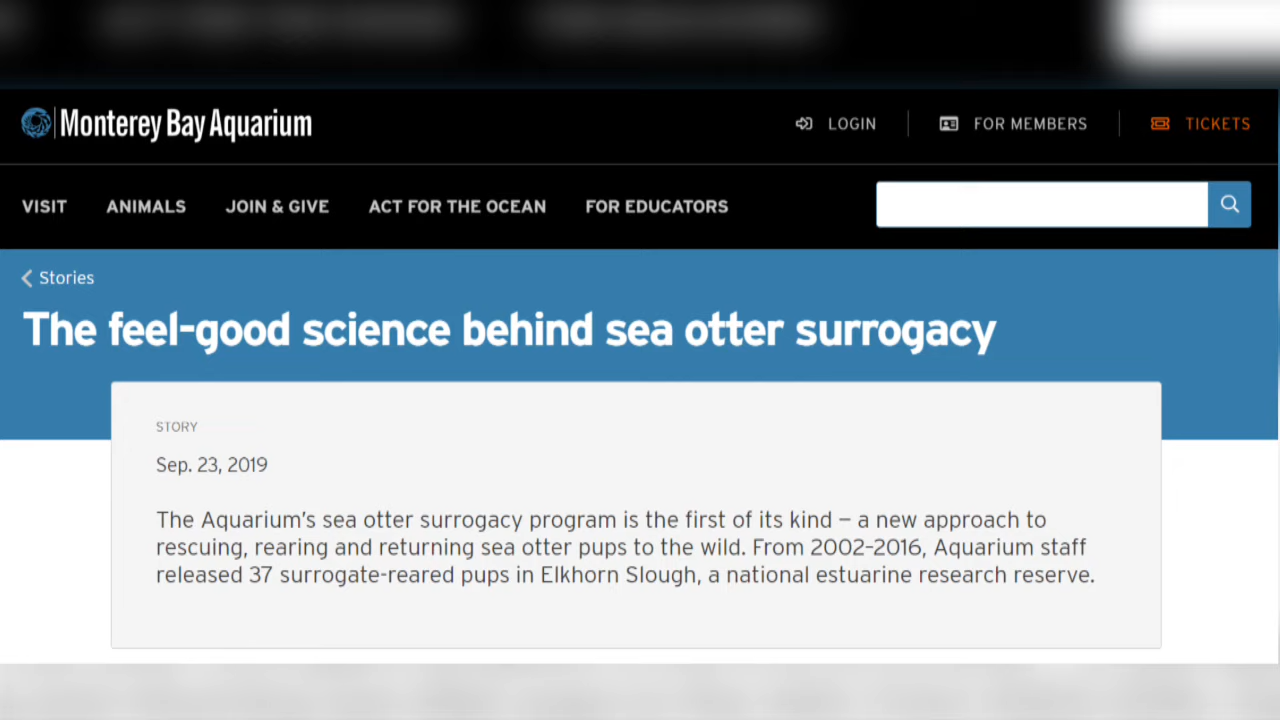 Monterey Bay Aquarium
LOGIN
FOR MEMBERS
TICKETS
VISIT
ANIMALS
JOIN & GIVE
ACT FOR THE OCEAN
FOR EDUCATORS
Stories
The feel-good science behind sea otter surrogacy
STORY
Sep. 23, 2019
The Aquarium's sea otter surrogacy program is the first of its kind – a new approach to
rescuing, rearing and returning sea otter pups to the wild. From 2002–2016, Aquarium staff
released 37 surrogate-reared pups in Elkhorn Slough, a national estuarine research reserve.